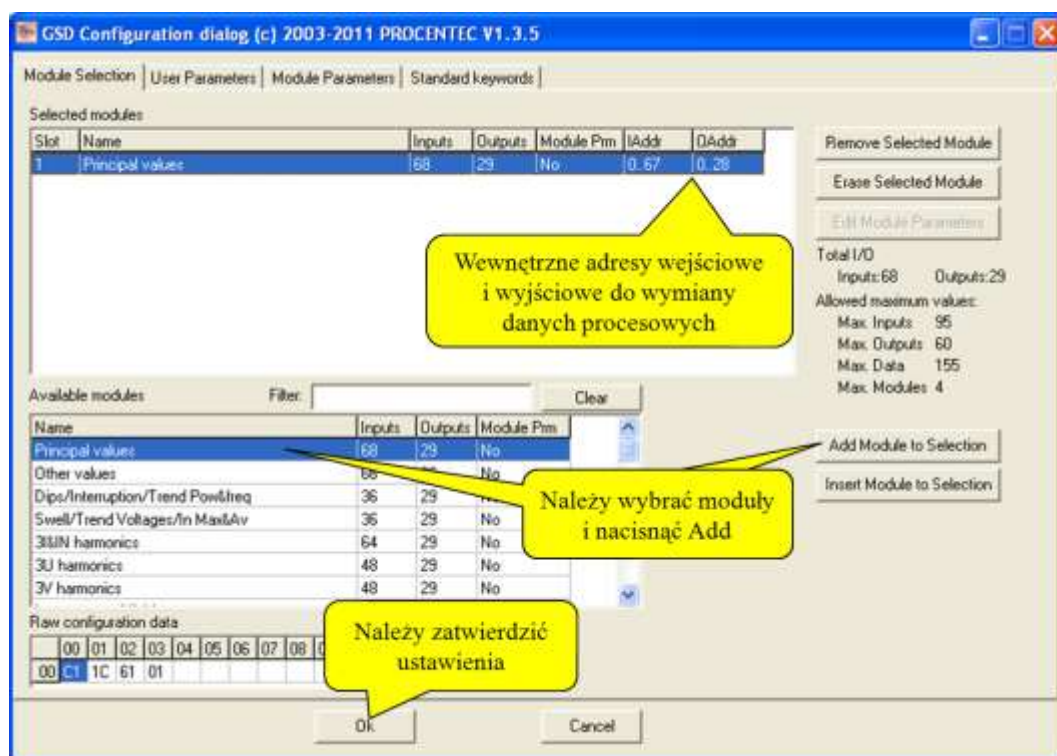 GSD Configuration dialog (c) 2003-2011 PROCENTEC V1.3.5
Module Selection User Parameters Module Parameters Standard keywords
Selected modules
Slot Name Inputs Outputs Module Prm IAddr OAddr
1 Principal values 68 29 No 0..67 0..28
Remove Selected Module
Erase Selected Module
Edit Module Parameters
Wewnętrzne adresy wejściowe
i wyjściowe do wymiany
danych procesowych
Total I/O
Inputs:68 Outputs:29
Allowed maximum values:
Max. Inputs 95
Max. Outputs 60
Max. Data 155
Max. Modules 4
Available modules Filter: Clear
Name Inputs Outputs Module Prm
Principal values 68 29 No
Other values 29 No
Dips/Interruption/Trend Pow&freq 36 29
Swell/Trend Voltages/In Max&Av 36 29 No
3I&IN harmonics 64 29 No
3U harmonics 48 29 No
3V harmonics 48 29 No
Add Module to Selection
Insert Module to Selection
Należy wybrać moduły
i nacisnąć Add
Raw configuration data
00 01 02 03 04 05 06 07 08
00 C1 1C 61 01
Należy zatwierdzić
ustawienia
Ok Cancel